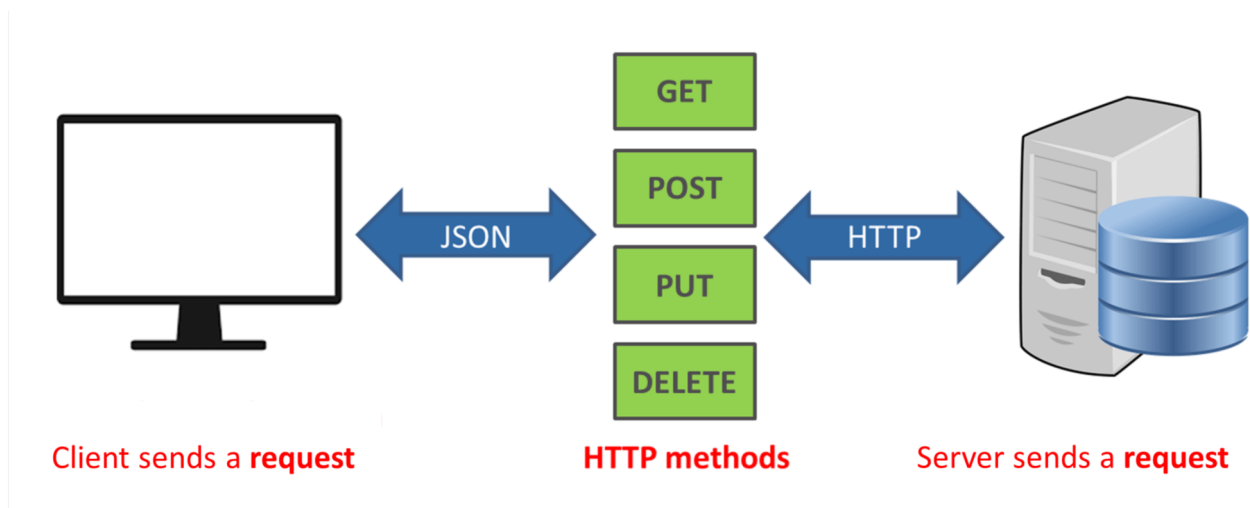 GET
POST
JSON
HTTP
PUT
DELETE
Client sends a request
HTTP methods
Server sends a request